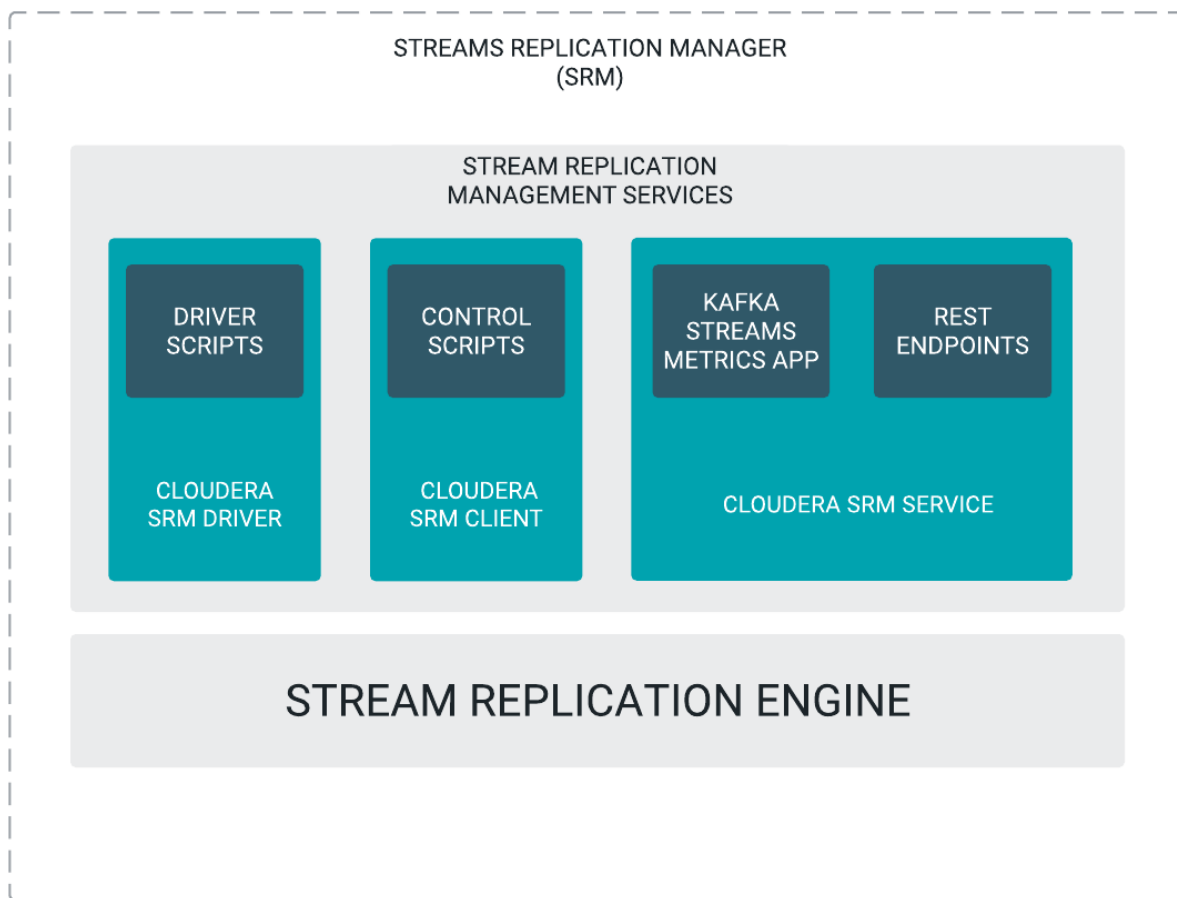 STREAMS REPLICATION MANAGER
(SRM)
STREAM REPLICATION
MANAGEMENT SERVICES
DRIVER
SCRIPTS
CLOUDERA
SRM DRIVER
CONTROL
SCRIPTS
CLOUDERA
SRM CLIENT
KAFKA
STREAMS
METRICS APP
REST
ENDPOINTS
CLOUDERA SRM SERVICE
STREAM REPLICATION ENGINE